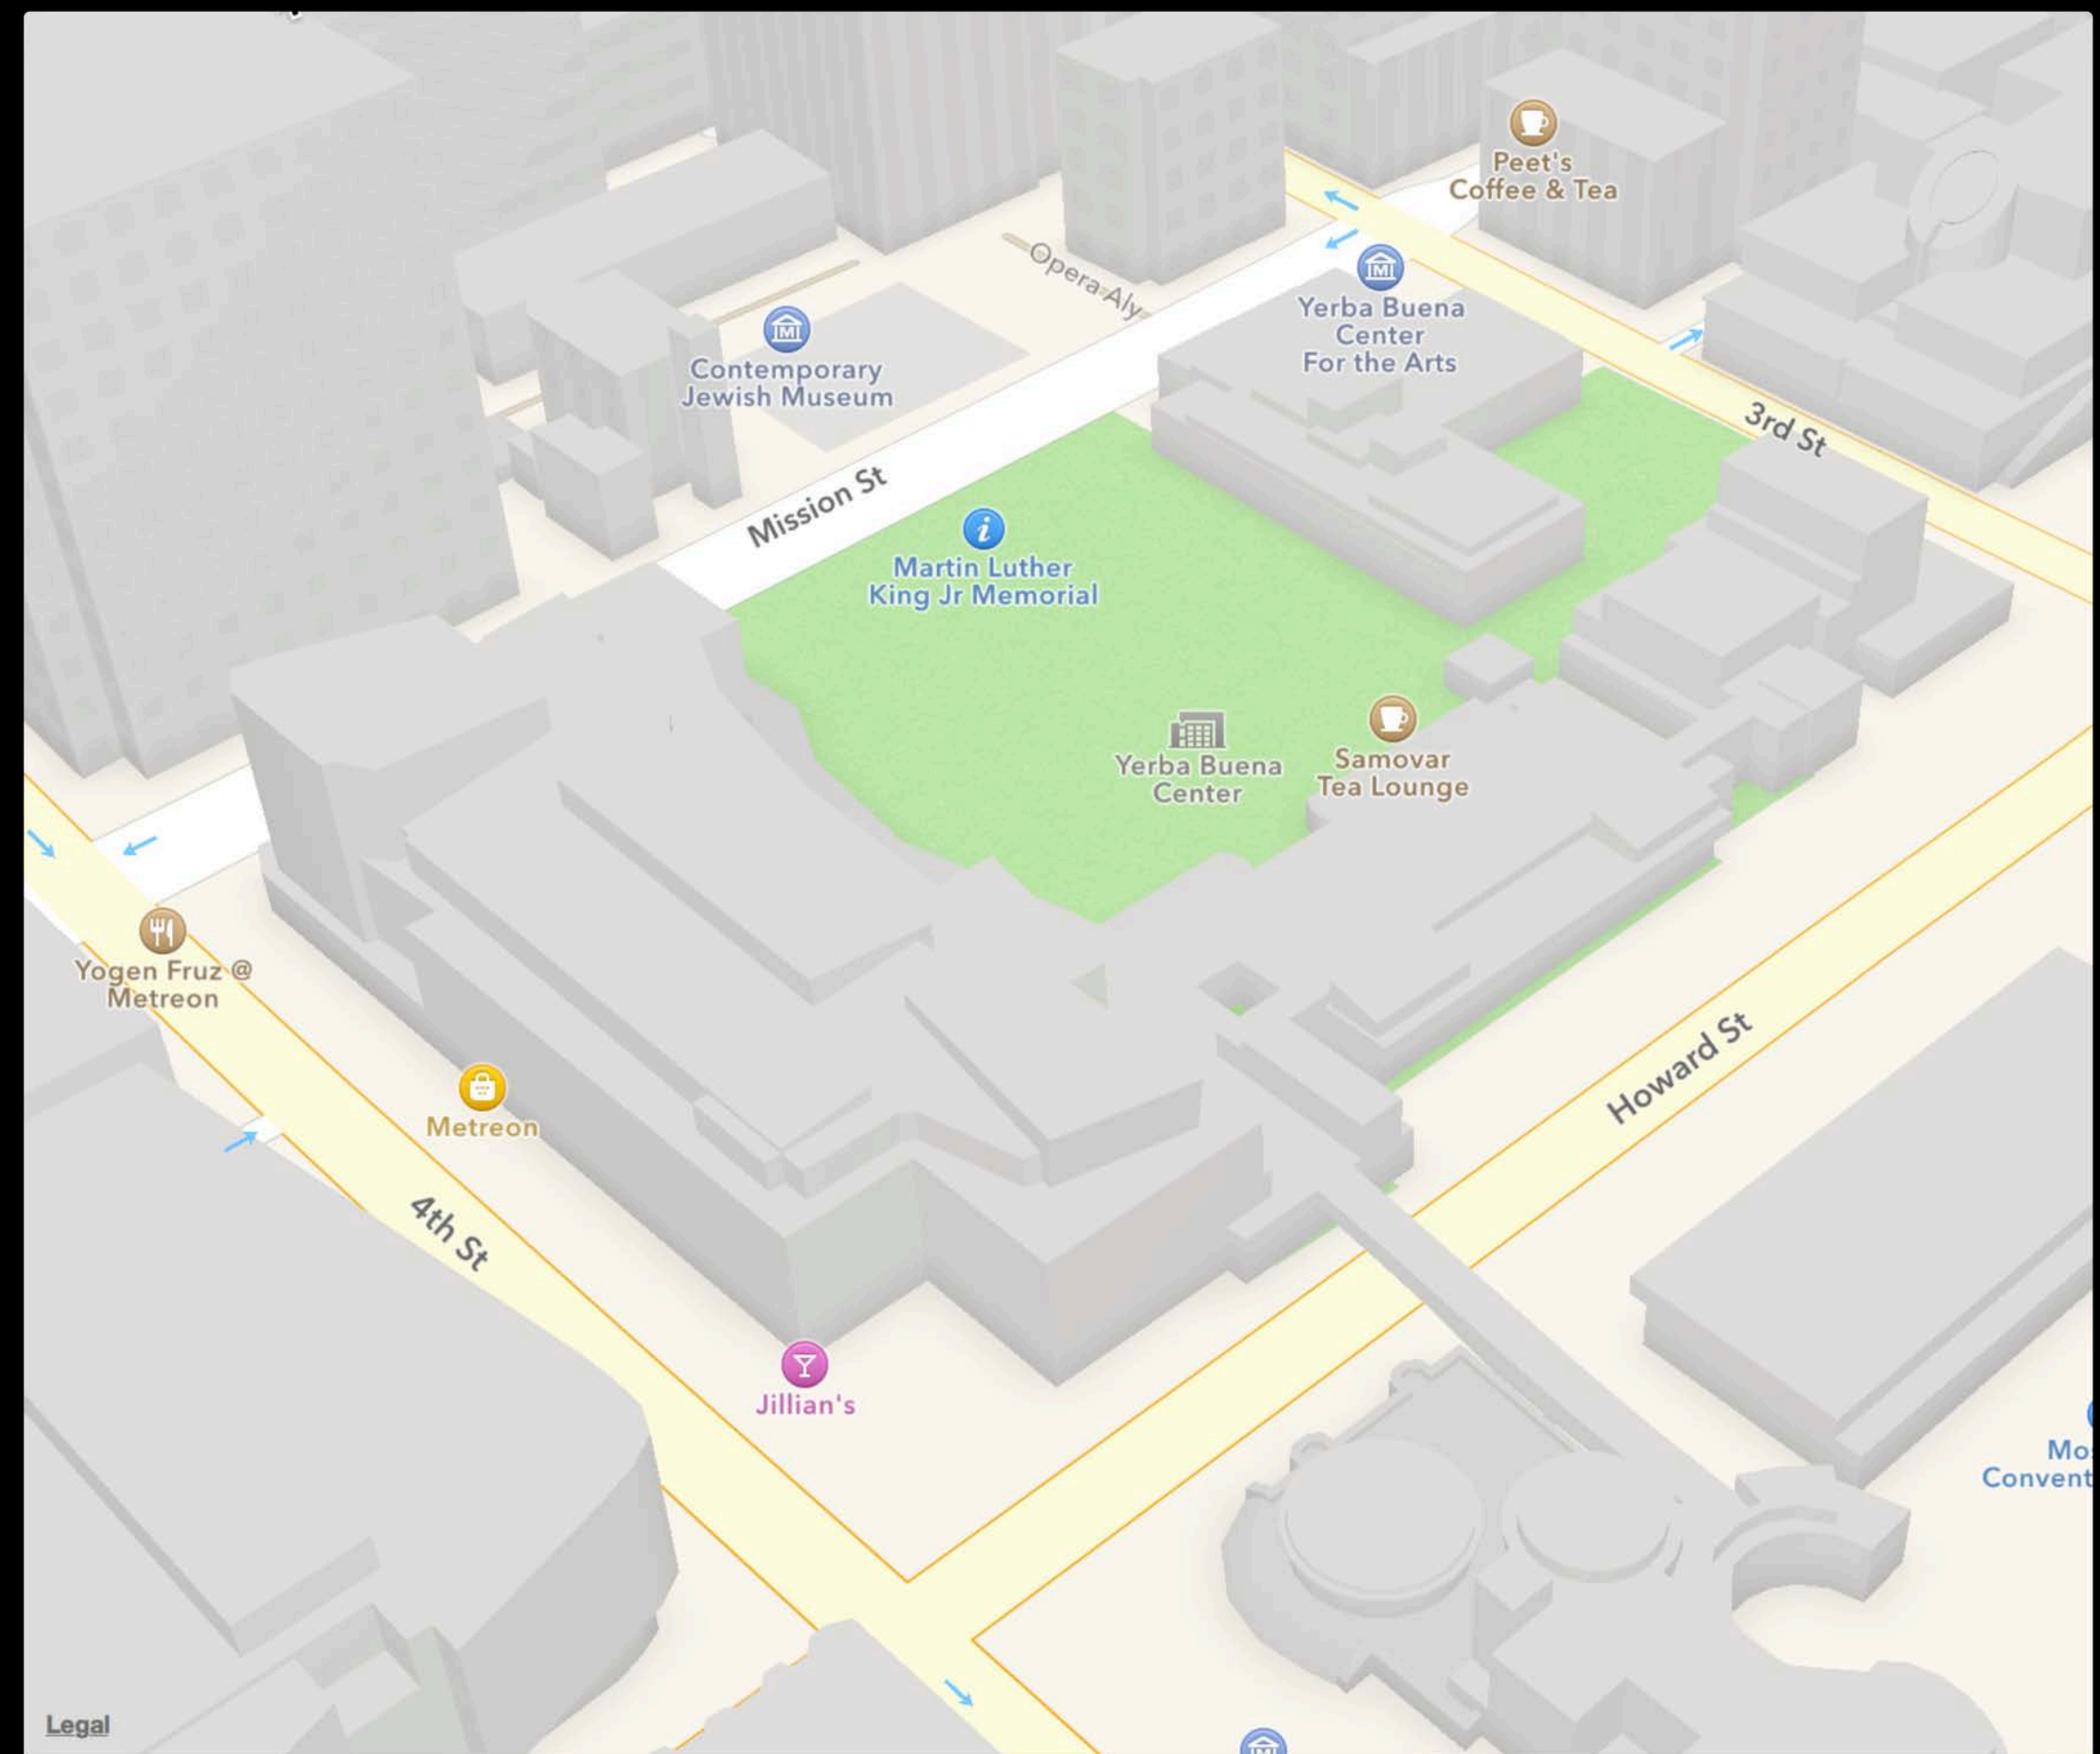 Peet's
Coffee & Tea
Opera Aly
Yerba Buena
Center
For the Arts
Contemporary
Jewish Museum
3rd St
Mission St
Martin Luther
King Jr Memorial
Yerba Buena
Center
Samovar
Tea Lounge
Yogen Fruz @
Metreon
Howard St
Metreon
4th St
Jillian's
Convent
Legal